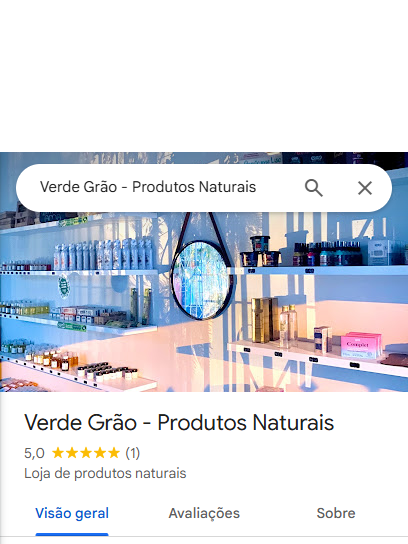 Verde Grão - Produtos Naturais
Complet
Verde Grão - Produtos Naturais
5,0 ★★★★★ (1)
Loja de produtos naturais
Visão geral Avaliações Sobre